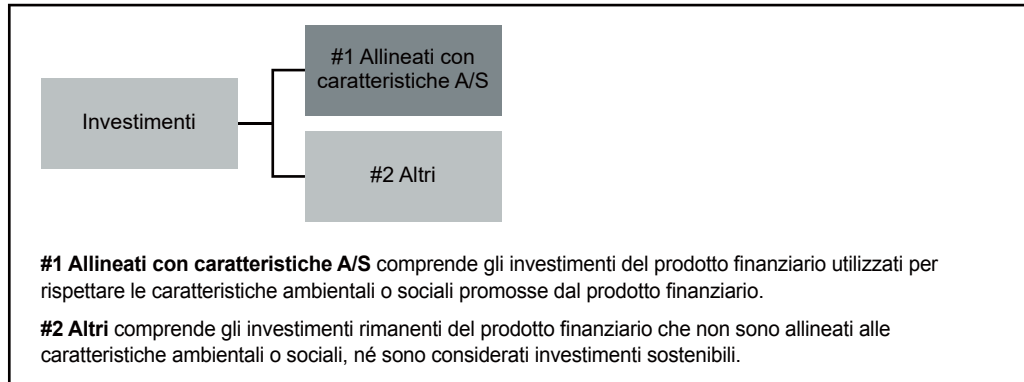 #1 Allineati con
caratteristiche A/S
Investimenti
#2 Altri
#1 Allineati con caratteristiche A/S comprende gli investimenti del prodotto finanziario utilizzati per
rispettare le caratteristiche ambientali o sociali promosse dal prodotto finanziario.
#2 Altri comprende gli investimenti rimanenti del prodotto finanziario che non sono allineati alle
caratteristiche ambientali o sociali, né sono considerati investimenti sostenibili.